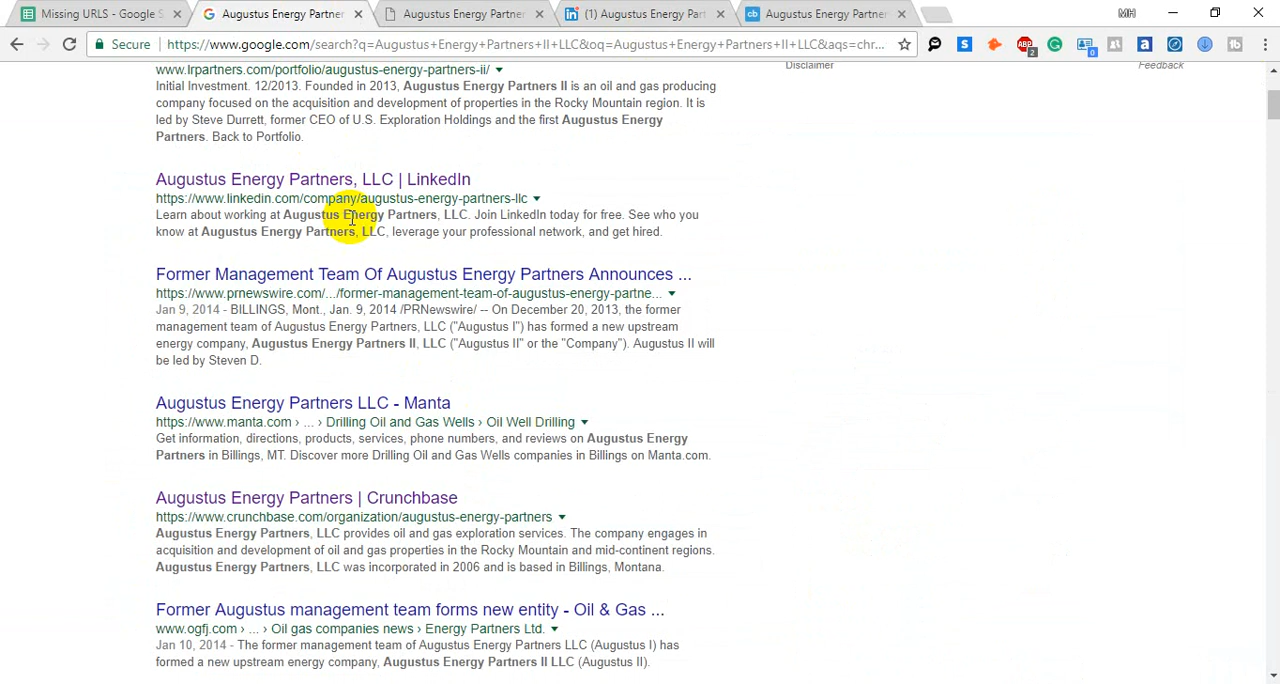 Missing URLS - Google S
Augustus Energy Partner
Augustus Energy Partner
(1) Augustus Energy Part
Augustus Energy Partner
MH
Secure
https://www.google.com/search?q=Augustus+Energy+Partners+II+LLC&oq=Augustus+Energy+Partners+II+LLC&aqs=chr...
www.lrpartners.com/portfolio/augustus-energy-partners-ii/
Disclaimer
Feedback
Initial Investment. 12/2013. Founded in 2013, Augustus Energy Partners II is an oil and gas producing
company focused on the acquisition and development of properties in the Rocky Mountain region. It is
led by Steve Durrett, former CEO of U.S. Exploration Holdings and the first Augustus Energy
Partners. Back to Portfolio.
Augustus Energy Partners, LLC | LinkedIn
https://www.linkedin.com/company/augustus-energy-partners-llc
Learn about working at Augustus Energy Partners, LLC. Join LinkedIn today for free. See who you
know at Augustus Energy Partners, LLC, leverage your professional network, and get hired.
Former Management Team Of Augustus Energy Partners Announces ...
https://www.prnewswire.com/.../former-management-team-of-augustus-energy-partne...
Jan 9, 2014 - BILLINGS, Mont., Jan. 9, 2014 /PRNewswire/ -- On December 20, 2013, the former
management team of Augustus Energy Partners, LLC ("Augustus I") has formed a new upstream
energy company, Augustus Energy Partners II, LLC ("Augustus II" or the "Company"). Augustus II will
be led by Steven D.
Augustus Energy Partners LLC - Manta
https://www.manta.com › ... › Drilling Oil and Gas Wells › Oil Well Drilling
Get information, directions, products, services, phone numbers, and reviews on Augustus Energy
Partners in Billings, MT. Discover more Drilling Oil and Gas Wells companies in Billings on Manta.com.
Augustus Energy Partners | Crunchbase
https://www.crunchbase.com/organization/augustus-energy-partners
Augustus Energy Partners, LLC provides oil and gas exploration services. The company engages in
acquisition and development of oil and gas properties in the Rocky Mountain and mid-continent regions.
Augustus Energy Partners, LLC was incorporated in 2006 and is based in Billings, Montana.
Former Augustus management team forms new entity - Oil & Gas ...
www.ogfj.com › ... › Oil gas companies news › Energy Partners Ltd.
Jan 10, 2014 - The former management team of Augustus Energy Partners LLC (Augustus I) has
formed a new upstream energy company, Augustus Energy Partners II LLC (Augustus II).